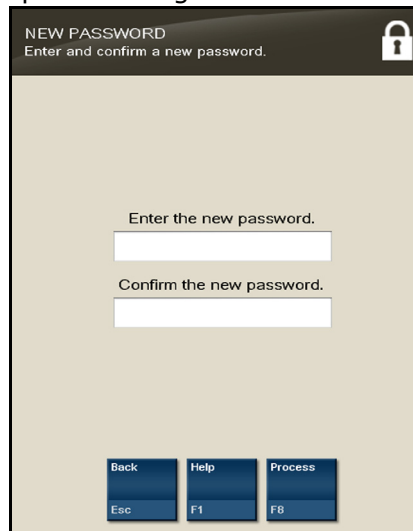 NEW PASSWORD
Enter and confirm a new password.
Enter the new password.
Confirm the new password.
Back Help Process
Esc F1 F8